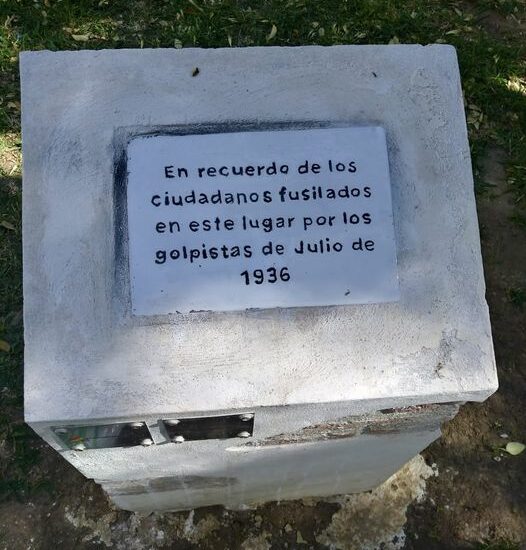 En recuerdo de los
ciudadanos fusilados
en este lugar por los
golpistas de Julio de
1936